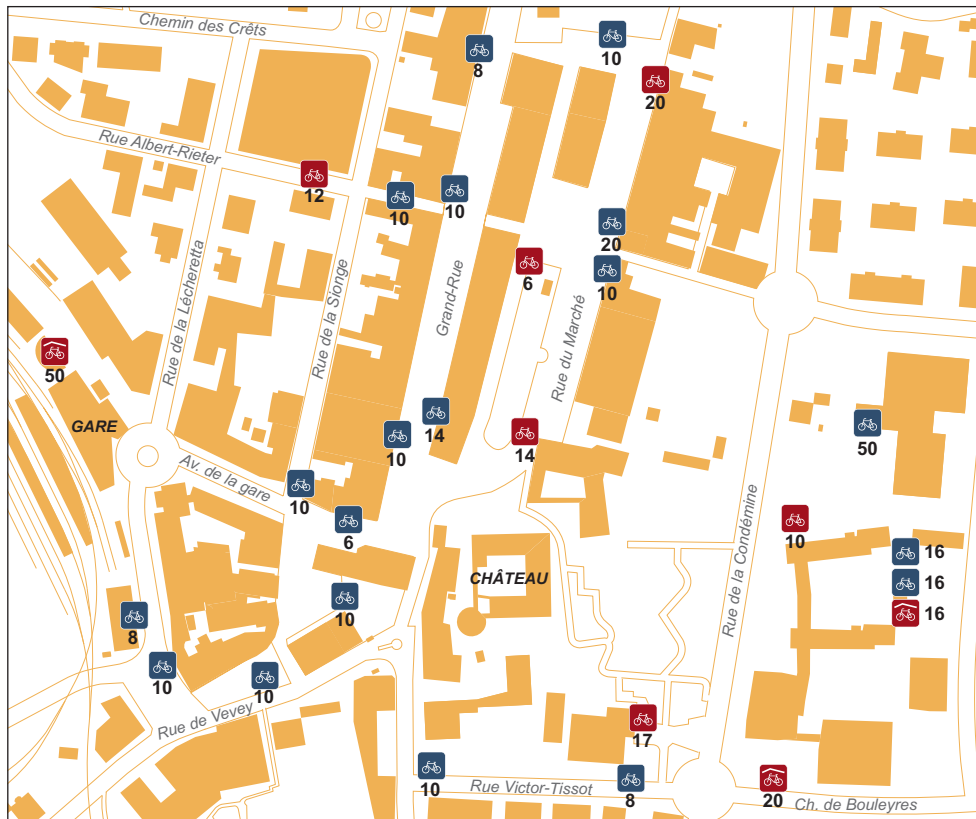 Chemin des Crêts
8
10
20
Rue Albert-Rieter
12
10
10
20
6
10
Rue de la Lécheretta
Rue de la Sionge
Grand-Rue
Rue du Marché
50
GARE
14
10
14
50
Av. de la gare
10
6
10
Rue de la Condémine
16
16
16
CHÂTEAU
10
8
10
10
Rue de Vevey
17
10
Rue Victor-Tissot
8
20
Ch. de Bouleyres